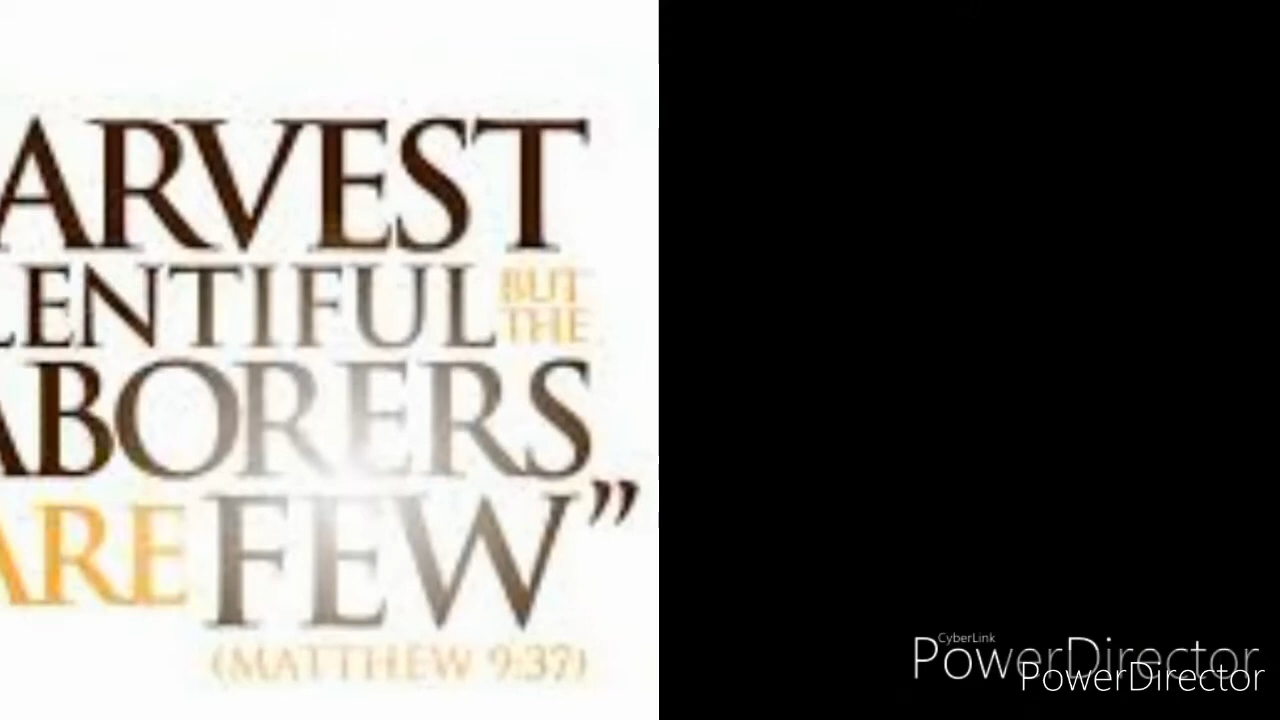 ARVEST
LENTIFUL BUT THE
ABORERS
ARE FEW”
(MATTHEW 9:37)
CyberLink
PowerDirector
PowerDirector